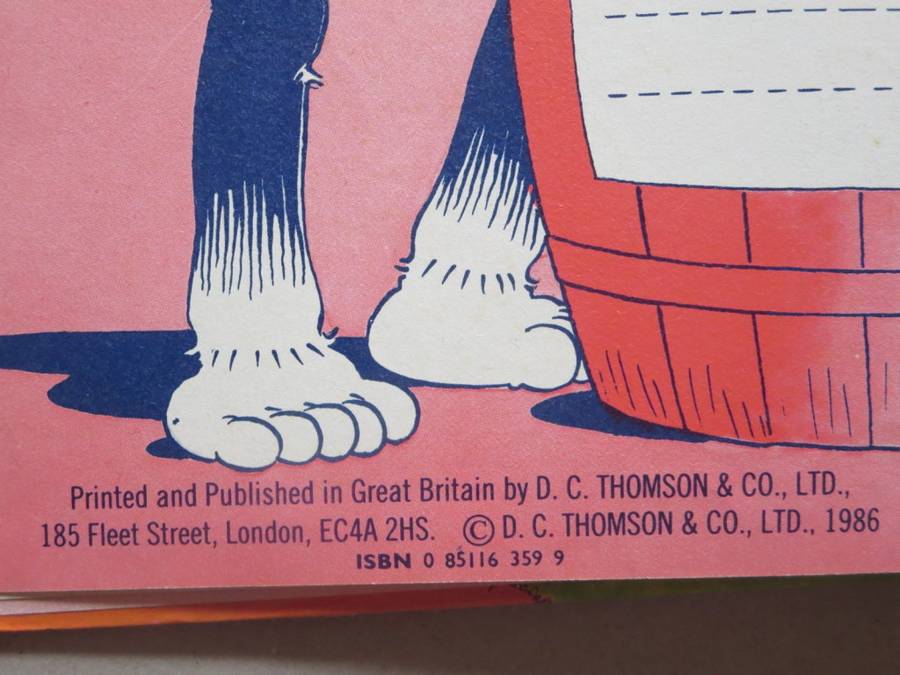 Printed and Published in Great Britain by D. C. THOMSON & CO., LTD.,
185 Fleet Street, London, EC4A 2HS. © D. C. THOMSON & CO., LTD., 1986
ISBN 0 85116 359 9